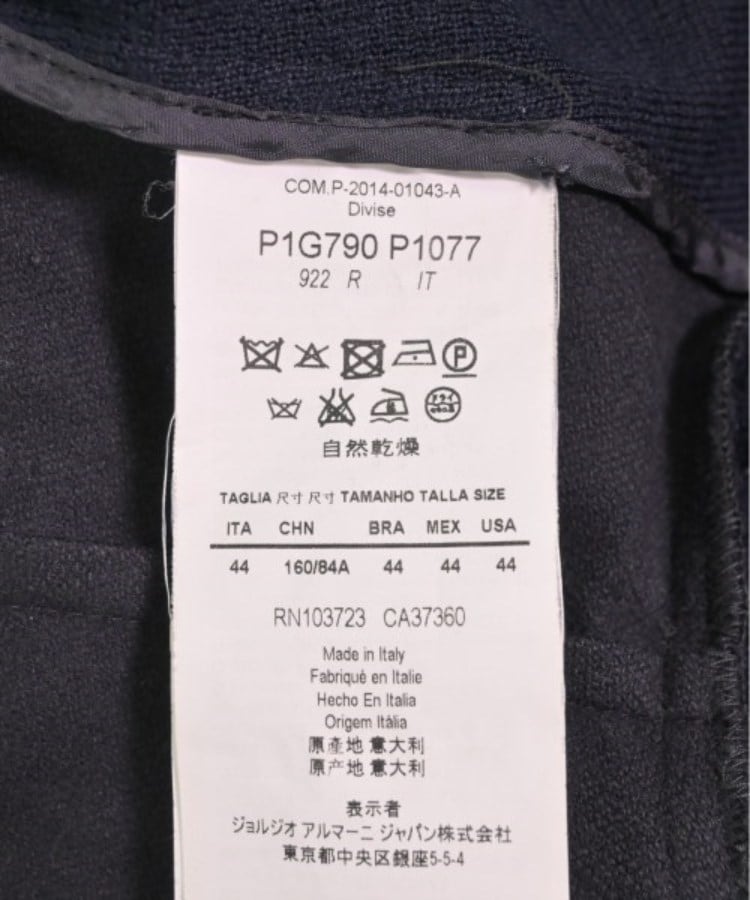 COM.P-2014-01043-A
Divise
P1G790 P1077
922 R IT
P
自然乾燥
TAGLIA 尺寸 尺寸 TAMANHO TALLA SIZE
ITA CHN BRA MEX USA
44 160/84A 44 44 44
RN103723 CA37360
Made in Italy
Fabriqué en Italie
Hecho En Italia
Origem Itália
原產地 意大利
原产地 意大利
表示者
ジョルジオ アルマーニ ジャパン株式会社
東京都中央区銀座5-5-4